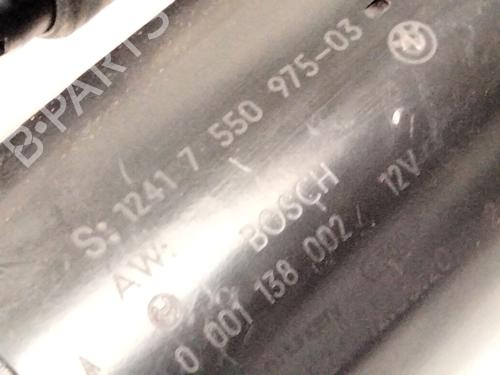 B-PARTS
S: 1241 7 550 975-03
AW:
BOSCH
0 001 138 002 12V
A